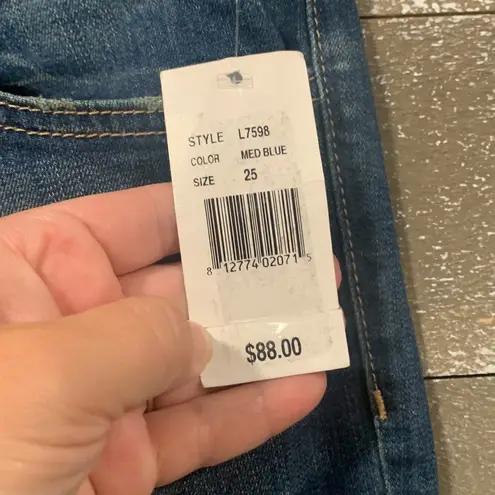 STYLE L7598
COLOR MED BLUE
SIZE 25
8 12774 02071 5
$88.00